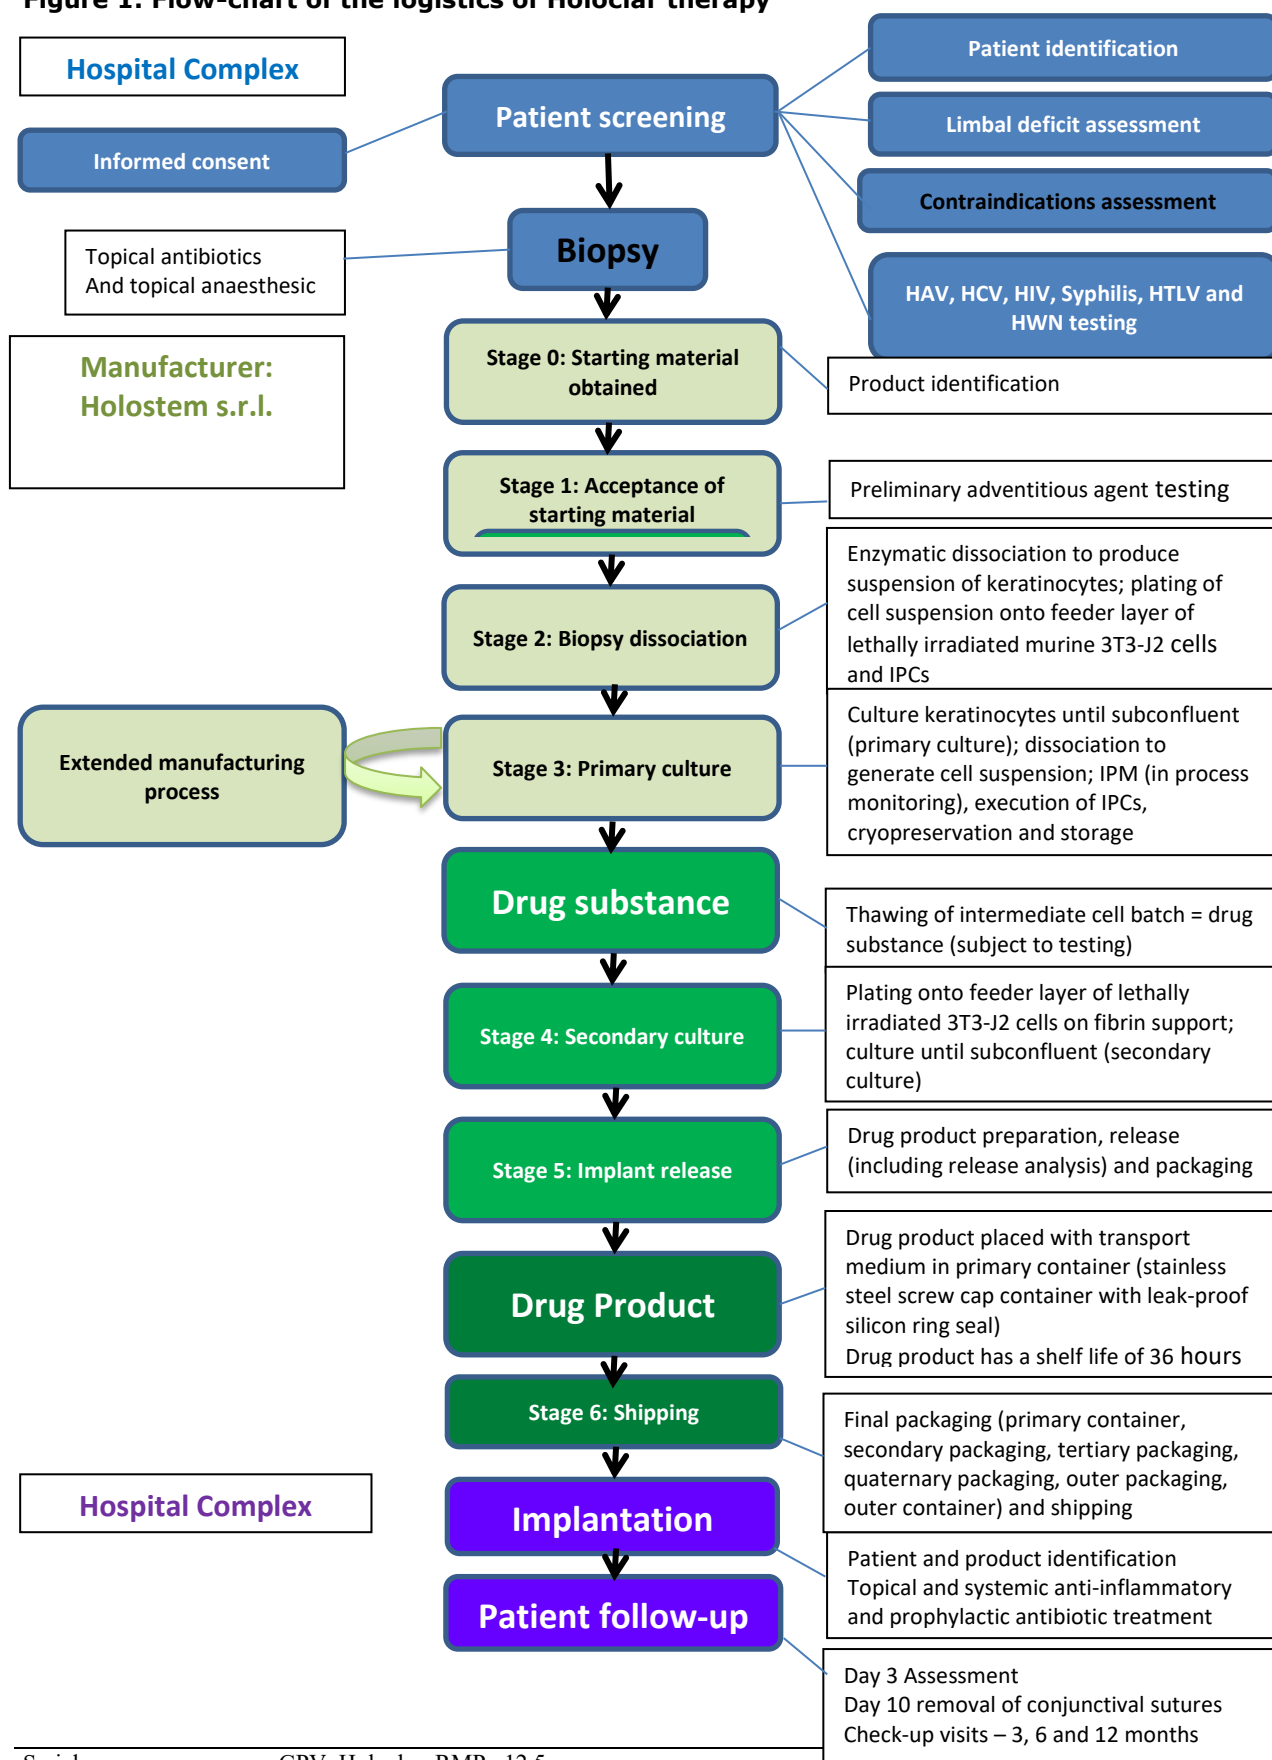 Figure 1: Flow-chart of the logistics of Holoclar therapy
Hospital Complex
Patient screening
Patient identification
Limbal deficit assessment
Informed consent
Contraindications assessment
Biopsy
Topical antibiotics
And topical anaesthesic
HAV, HCV, HIV, Syphilis, HTLV and
HWN testing
Manufacturer:
Holostem s.r.l.
Stage 0: Starting material
obtained
Product identification
Stage 1: Acceptance of
starting material
Preliminary adventitious agent testing
Stage 2: Biopsy dissociation
Enzymatic dissociation to produce
suspension of keratinocytes; plating of
cell suspension onto feeder layer of
lethally irradiated murine 3T3-J2 cells
and IPCs
Extended manufacturing
process
Stage 3: Primary culture
Culture keratinocytes until subconfluent
(primary culture); dissociation to
generate cell suspension; IPM (in process
monitoring), execution of IPCs,
cryopreservation and storage
Drug substance
Thawing of intermediate cell batch = drug
substance (subject to testing)
Stage 4: Secondary culture
Plating onto feeder layer of lethally
irradiated 3T3-J2 cells on fibrin support;
culture until subconfluent (secondary
culture)
Stage 5: Implant release
Drug product preparation, release
(including release analysis) and packaging
Drug Product
Drug product placed with transport
medium in primary container (stainless
steel screw cap container with leak-proof
silicon ring seal)
Drug product has a shelf life of 36 hours
Stage 6: Shipping
Final packaging (primary container,
secondary packaging, tertiary packaging,
quaternary packaging, outer packaging,
outer container) and shipping
Hospital Complex
Implantation
Patient and product identification
Topical and systemic anti-inflammatory
and prophylactic antibiotic treatment
Patient follow-up
Day 3 Assessment
Day 10 removal of conjunctival sutures
Check-up visits – 3, 6 and 12 months